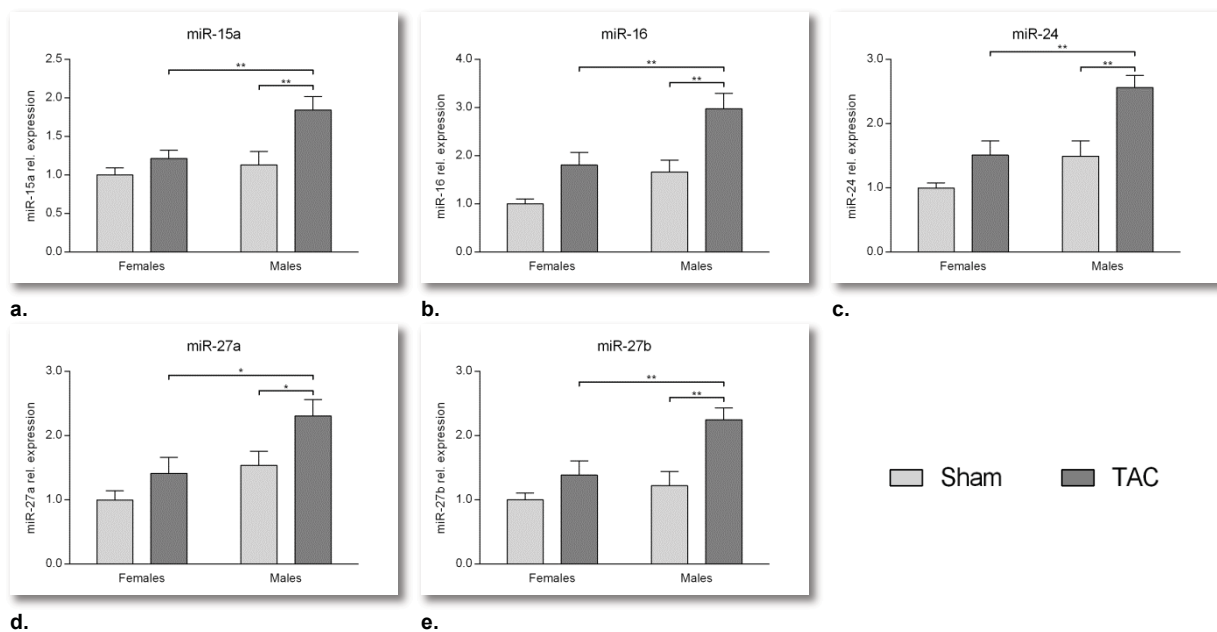 miR-15a
miR-15a rel. expression
2.5
2.0
1.5
1.0
0.5
0.0
**
**
Females
Males
a.
miR-16
miR-16 rel. expression
4.0
3.0
2.0
1.0
0.0
**
**
Females
Males
b.
miR-24
miR-24 rel. expression
3.0
2.0
1.0
0.0
**
**
Females
Males
c.
miR-27a
miR-27a rel. expression
3.0
2.0
1.0
0.0
*
*
Females
Males
d.
miR-27b
miR-27b rel. expression
3.0
2.0
1.0
0.0
**
**
Females
Males
e.
Sham
TAC